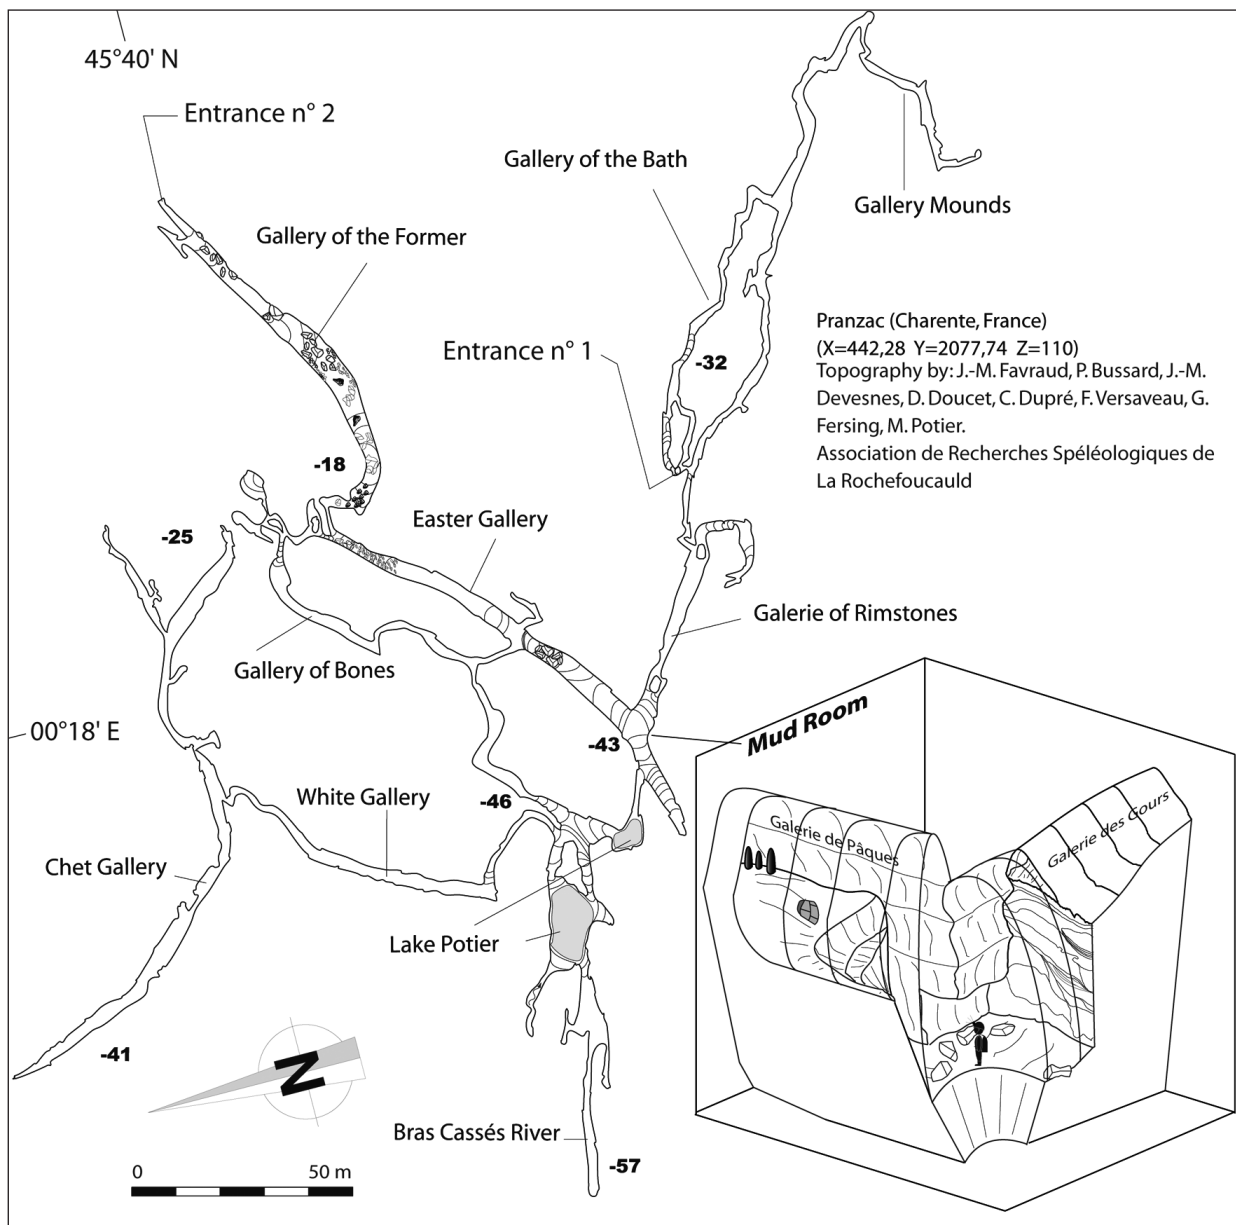 45°40' N
Entrance n° 2
Gallery of the Bath
Gallery Mounds
Gallery of the Former
Pranzac (Charente, France)
(X=442,28 Y=2077,74 Z=110)
Topography by: J.-M. Favraud, P. Bussard, J.-M.
Devesnes, D. Doucet, C. Dupré, F. Versaveau, G.
Fersing, M. Potier.
Association de Recherches Spéléologiques de
La Rochefoucauld
Entrance n° 1
-32
-18
Easter Gallery
-25
Galerie of Rimstones
Gallery of Bones
00°18' E
-43
Mud Room
White Gallery
-46
Galerie de Pâques
Galerie des Gours
Chet Gallery
Lake Potier
-41
N
Bras Cassés River
-57
0 50 m